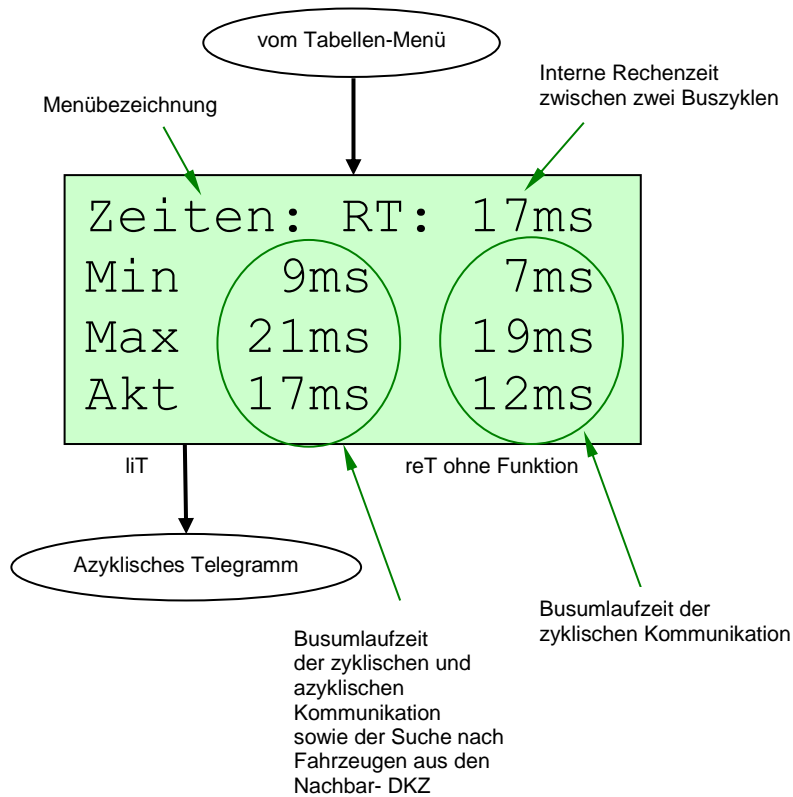 vom Tabellen-Menü
Interne Rechenzeit
zwischen zwei Buszyklen
Menübezeichnung
Zeiten: RT: 17ms
Min 9ms 7ms
Max 21ms 19ms
Akt 17ms 12ms
liT
reT ohne Funktion
Azyklisches Telegramm
Busumlaufzeit der
zyklischen Kommunikation
Busumlaufzeit
der zyklischen und
azyklischen
Kommunikation
sowie der Suche nach
Fahrzeugen aus den
Nachbar- DKZ